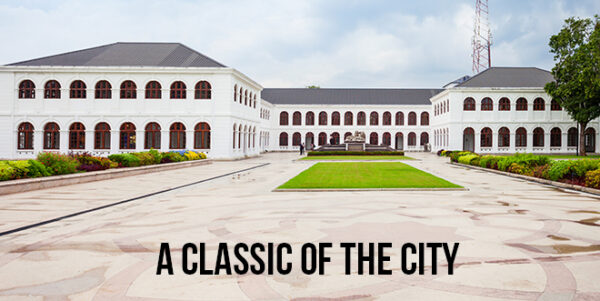 A CLASSIC OF THE CITY